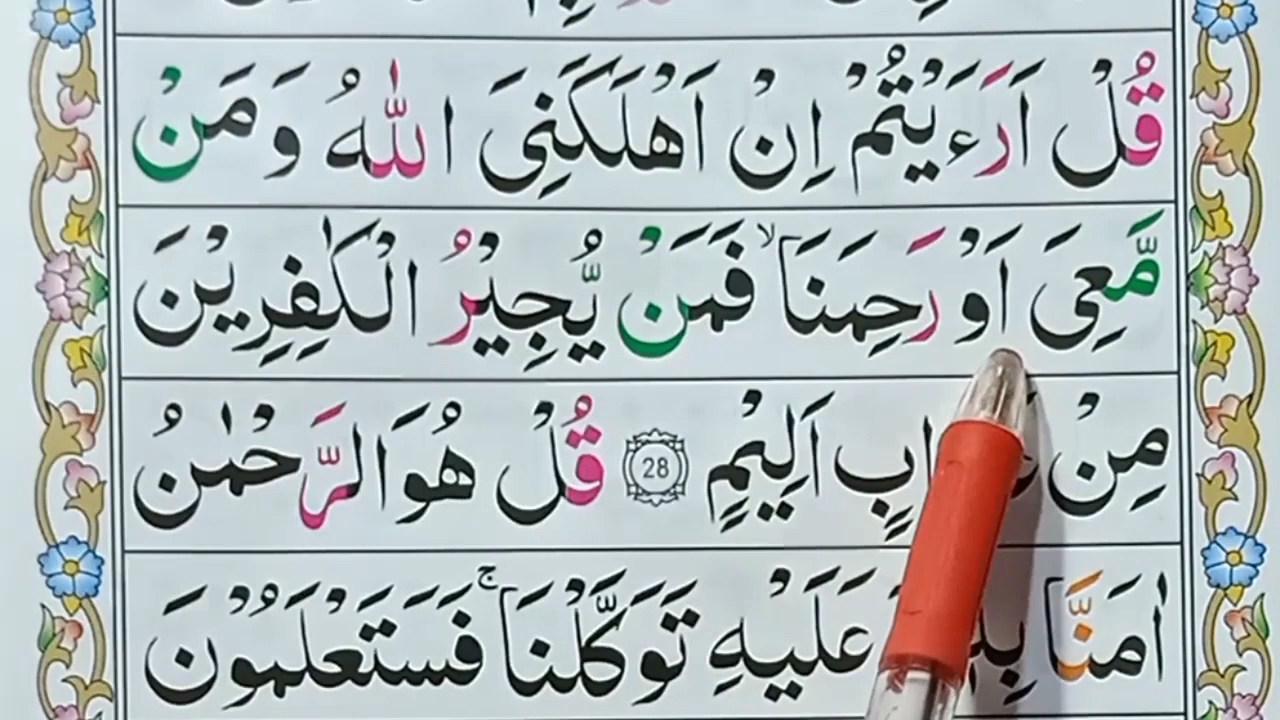 قُلْ اَرَءَيْتُمْ اِنْ اَهْلَكَنِيَ اللّٰهُ وَمَنْ
مَّعِيَ اَوْ رَحِمَنَا ۙ فَمَنْ يُّجِيْرُ الْكٰفِرِيْنَ
مِنْ اَلِيْمٍ 28 قُلْ هُوَ الرَّحْمٰنُ
اٰمَنَّا عَلَيْهِ تَوَكَّلْنَا ۚ فَسَتَعْلَمُوْنَ